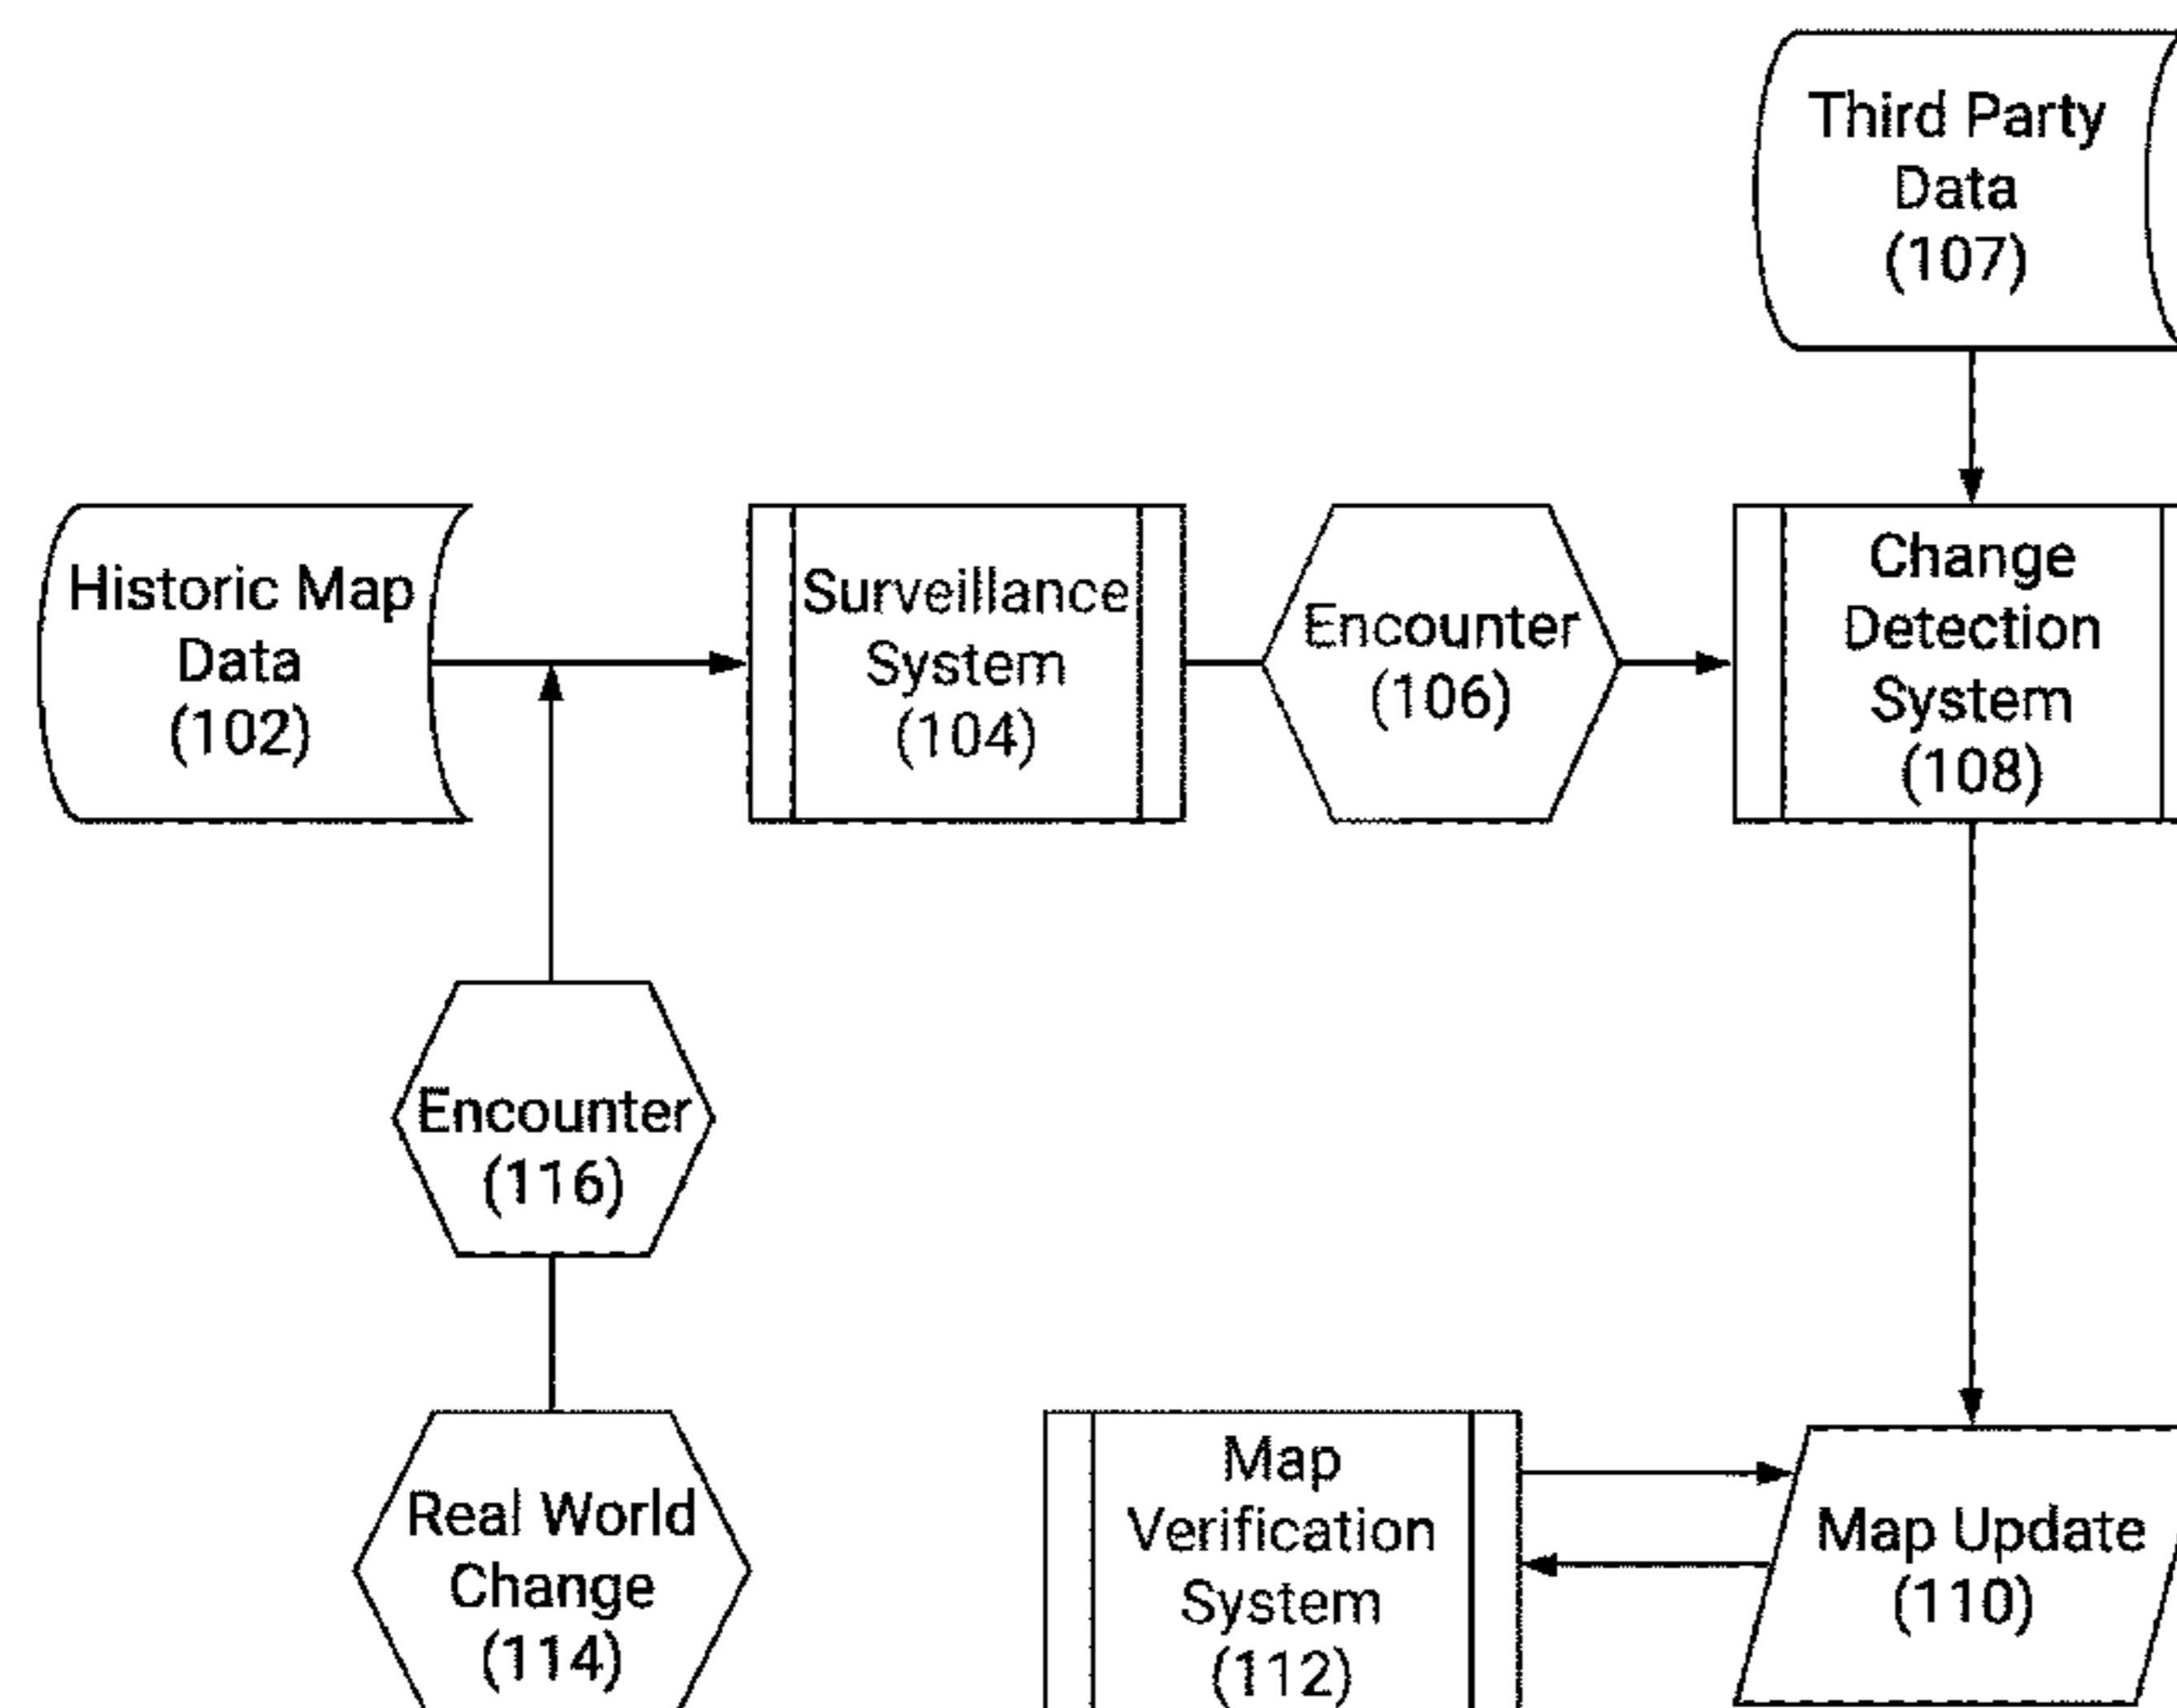 Third Party
Data
(107)
Historic Map
Data
(102)
Surveillance
System
(104)
Encounter
(106)
Change
Detection
System
(108)
Encounter
(116)
Real World
Change
(114)
Map
Verification
System
(112)
Map Update
(110)